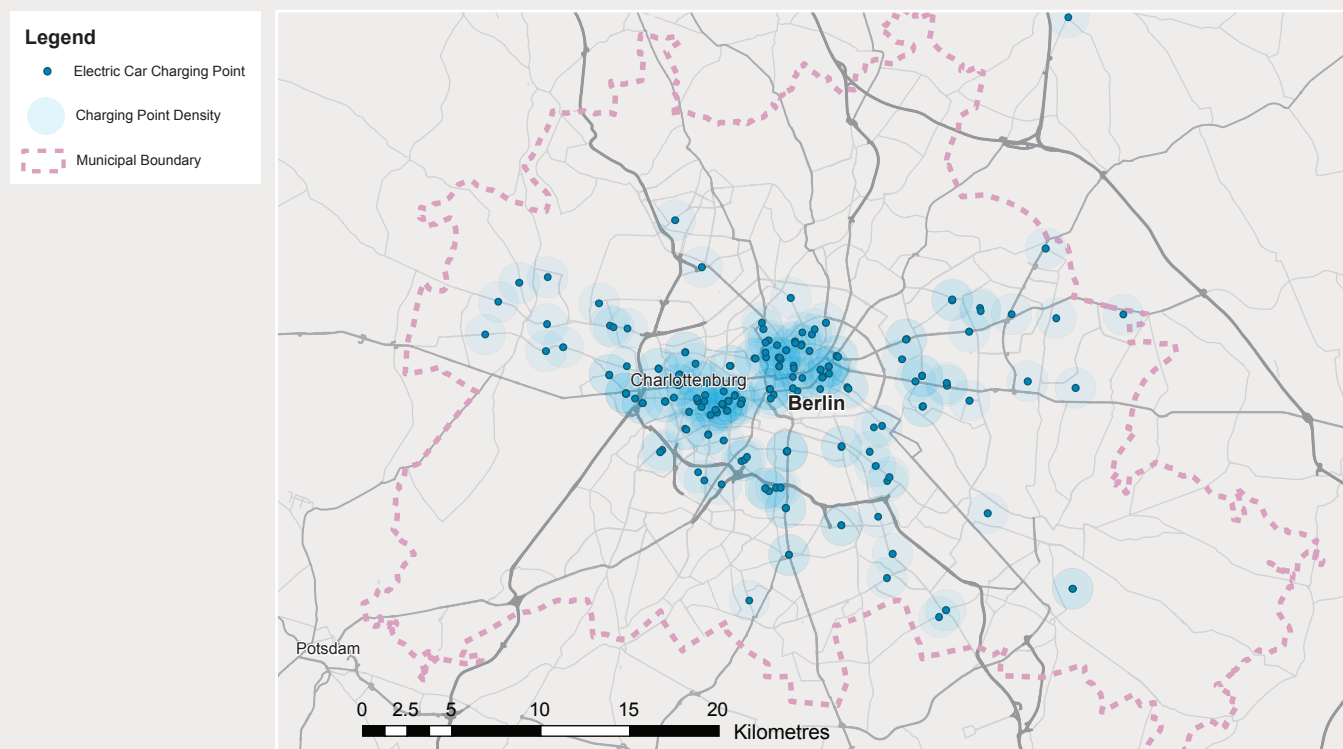 Legend
Electric Car Charging Point
Charging Point Density
Municipal Boundary
Charlottenburg
Berlin
Potsdam
0 2.5 5 10 15 20
Kilometres